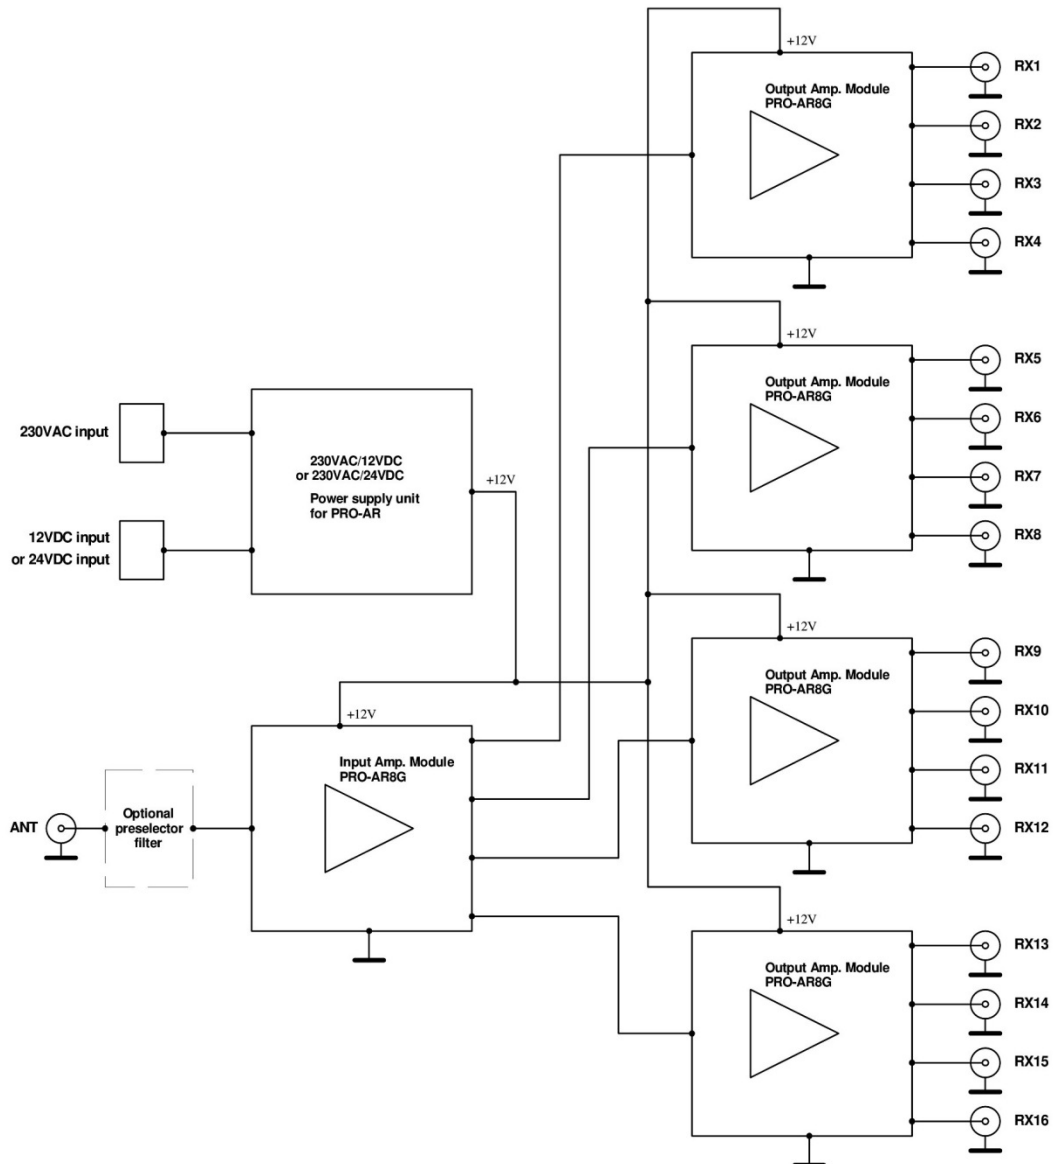 +12V
Output Amp. Module
PRO-AR8G
RX1
RX2
RX3
RX4
+12V
Output Amp. Module
PRO-AR8G
RX5
RX6
RX7
RX8
230VAC input
12VDC input
or 24VDC input
230VAC/12VDC
or 230VAC/24VDC
Power supply unit
for PRO-AR
+12V
+12V
Output Amp. Module
PRO-AR8G
RX9
RX10
RX11
RX12
+12V
Input Amp. Module
PRO-AR8G
ANT
Optional
preselector
filter
+12V
Output Amp. Module
PRO-AR8G
RX13
RX14
RX15
RX16